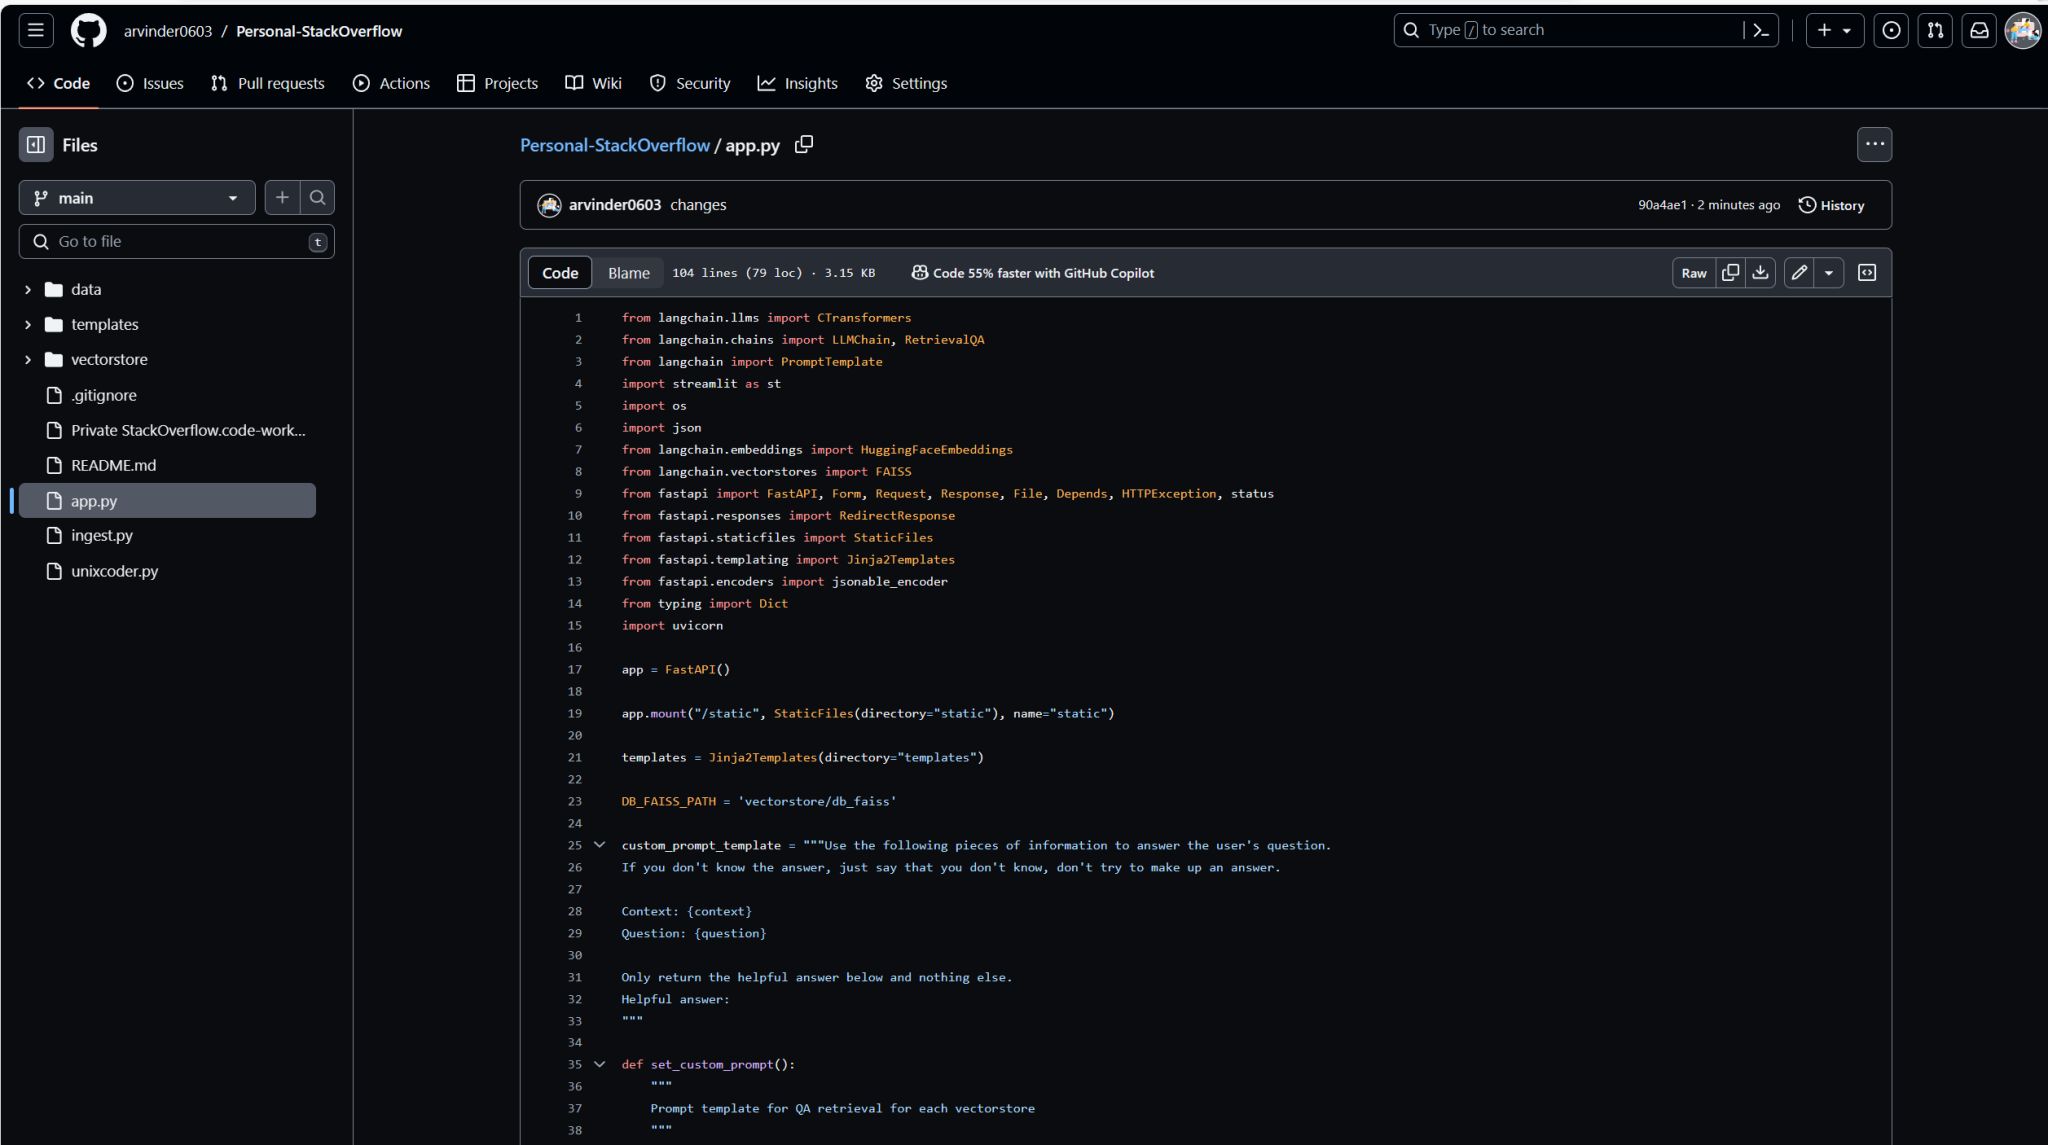 arvinder0603 / Personal-StackOverflow
Type / to search
Code Issues Pull requests Actions Projects Wiki Security Insights Settings
Files
main
Go to file t
data
templates
vectorstore
.gitignore
Private StackOverflow.code-work...
README.md
app.py
ingest.py
unixcoder.py
Personal-StackOverflow / app.py
arvinder0603 changes
90a4ae1 · 2 minutes ago History
Code Blame 104 lines (79 loc) · 3.15 KB Code 55% faster with GitHub Copilot Raw
1 from langchain.llms import CTransformers
2 from langchain.chains import LLMChain, RetrievalQA
3 from langchain import PromptTemplate
4 import streamlit as st
5 import os
6 import json
7 from langchain.embeddings import HuggingFaceEmbeddings
8 from langchain.vectorstores import FAISS
9 from fastapi import FastAPI, Form, Request, Response, File, Depends, HTTPException, status
10 from fastapi.responses import RedirectResponse
11 from fastapi.staticfiles import StaticFiles
12 from fastapi.templating import Jinja2Templates
13 from fastapi.encoders import jsonable_encoder
14 from typing import Dict
15 import uvicorn
16
17 app = FastAPI()
18
19 app.mount("/static", StaticFiles(directory="static"), name="static")
20
21 templates = Jinja2Templates(directory="templates")
22
23 DB_FAISS_PATH = 'vectorstore/db_faiss'
24
25 custom_prompt_template = """Use the following pieces of information to answer the user's question.
26 If you don't know the answer, just say that you don't know, don't try to make up an answer.
27
28 Context: {context}
29 Question: {question}
30
31 Only return the helpful answer below and nothing else.
32 Helpful answer:
33 """
34
35 def set_custom_prompt():
36     """
37     Prompt template for QA retrieval for each vectorstore
38     """